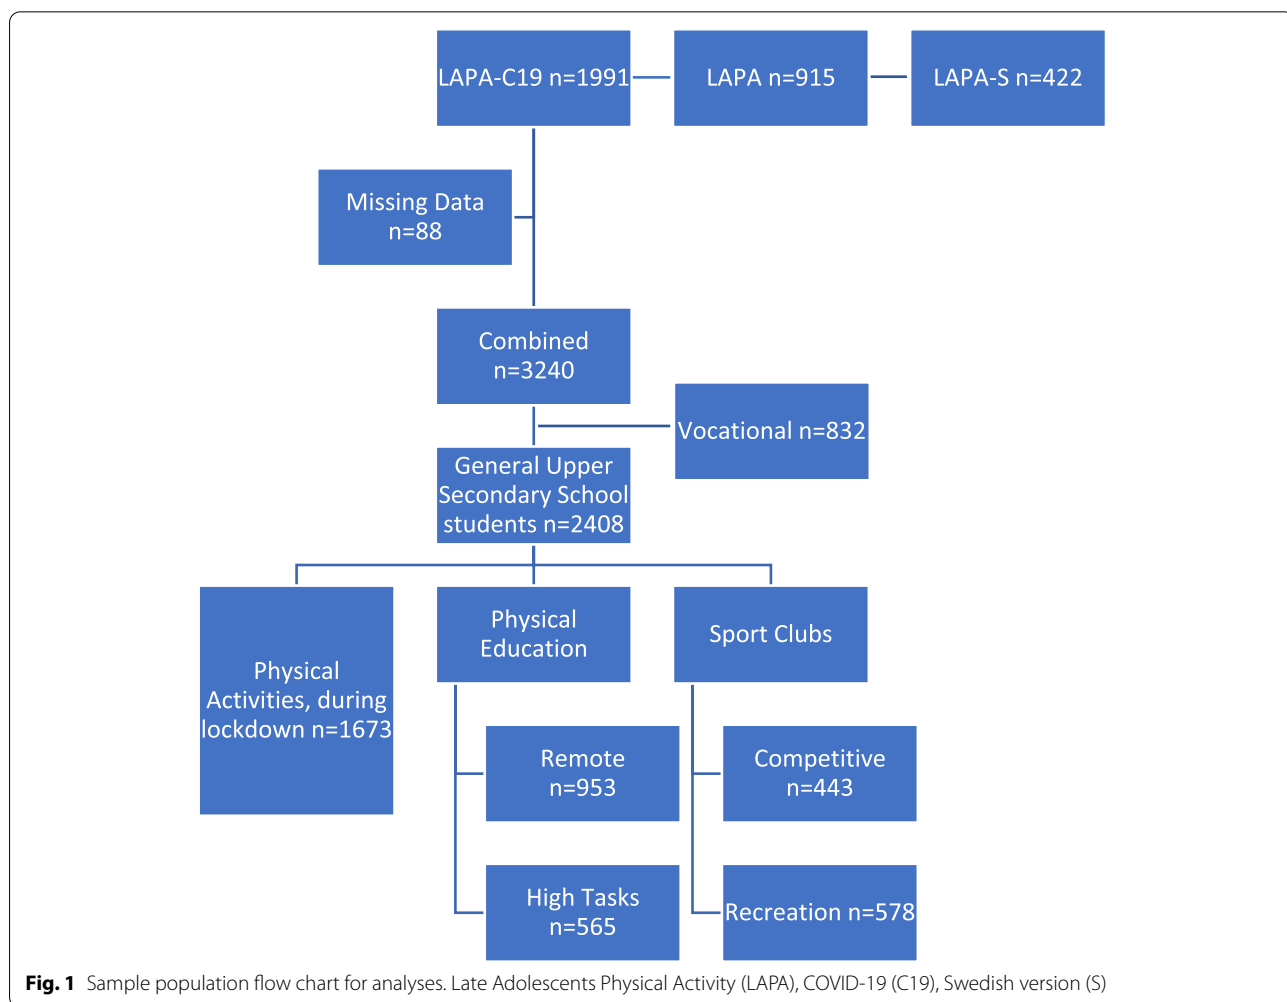 LAPA-C19 n=1991
LAPA n=915
LAPA-S n=422
Missing Data
n=88
Combined
n=3240
Vocational n=832
General Upper
Secondary School
students n=2408
Physical
Activities, during
lockdown n=1673
Physical
Education
Sport Clubs
Remote
n=953
Competitive
n=443
High Tasks
n=565
Recreation n=578
Fig. 1 Sample population flow chart for analyses. Late Adolescents Physical Activity (LAPA), COVID-19 (C19), Swedish version (S)